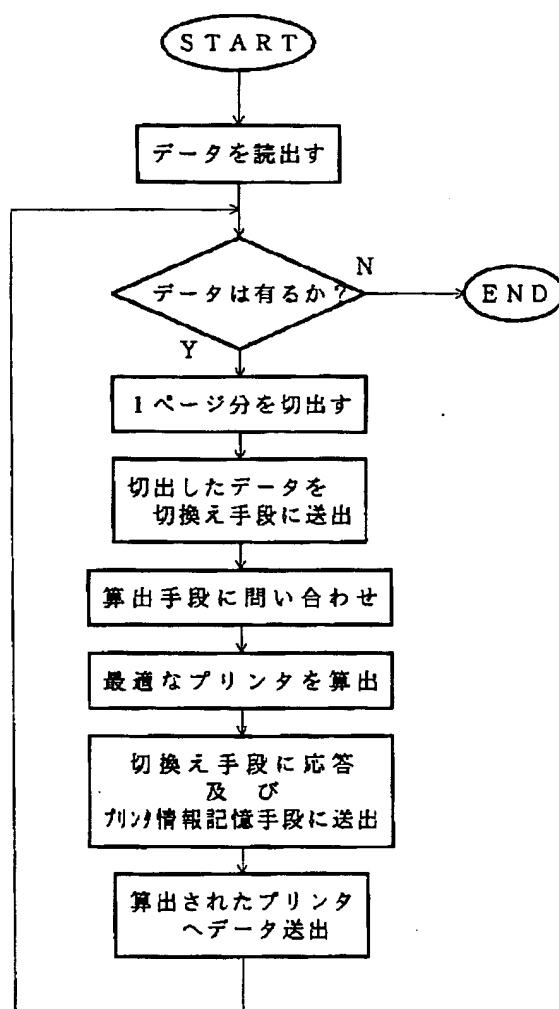 START
データを読出す
データは有るか?
N
END
Y
1ページ分を切出す
切出したデータを
切換え手段に送出
算出手段に問い合わせ
最適なプリンタを算出
切換え手段に応答
及び
プリンタ情報記憶手段に送出
算出されたプリンタ
へデータ送出